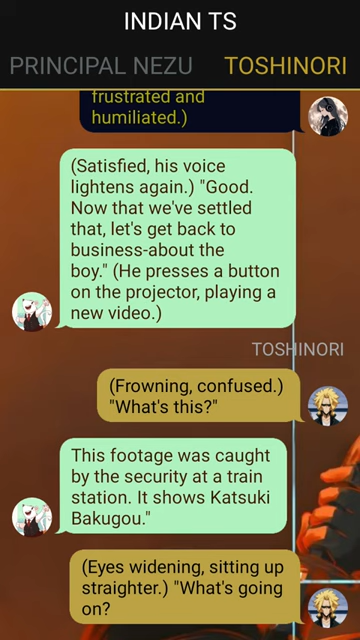 INDIAN TS
PRINCIPAL NEZU TOSHINORI
frustrated and
humiliated.)
(Satisfied, his voice
lightens again.) "Good.
Now that we've settled
that, let's get back to
business-about the
boy." (He presses a button
on the projector, playing a
new video.)
TOSHINORI
(Frowning, confused.)
"What's this?"
This footage was caught
by the security at a train
station. It shows Katsuki
Bakugou."
(Eyes widening, sitting up
straighter.) "What's going
on?